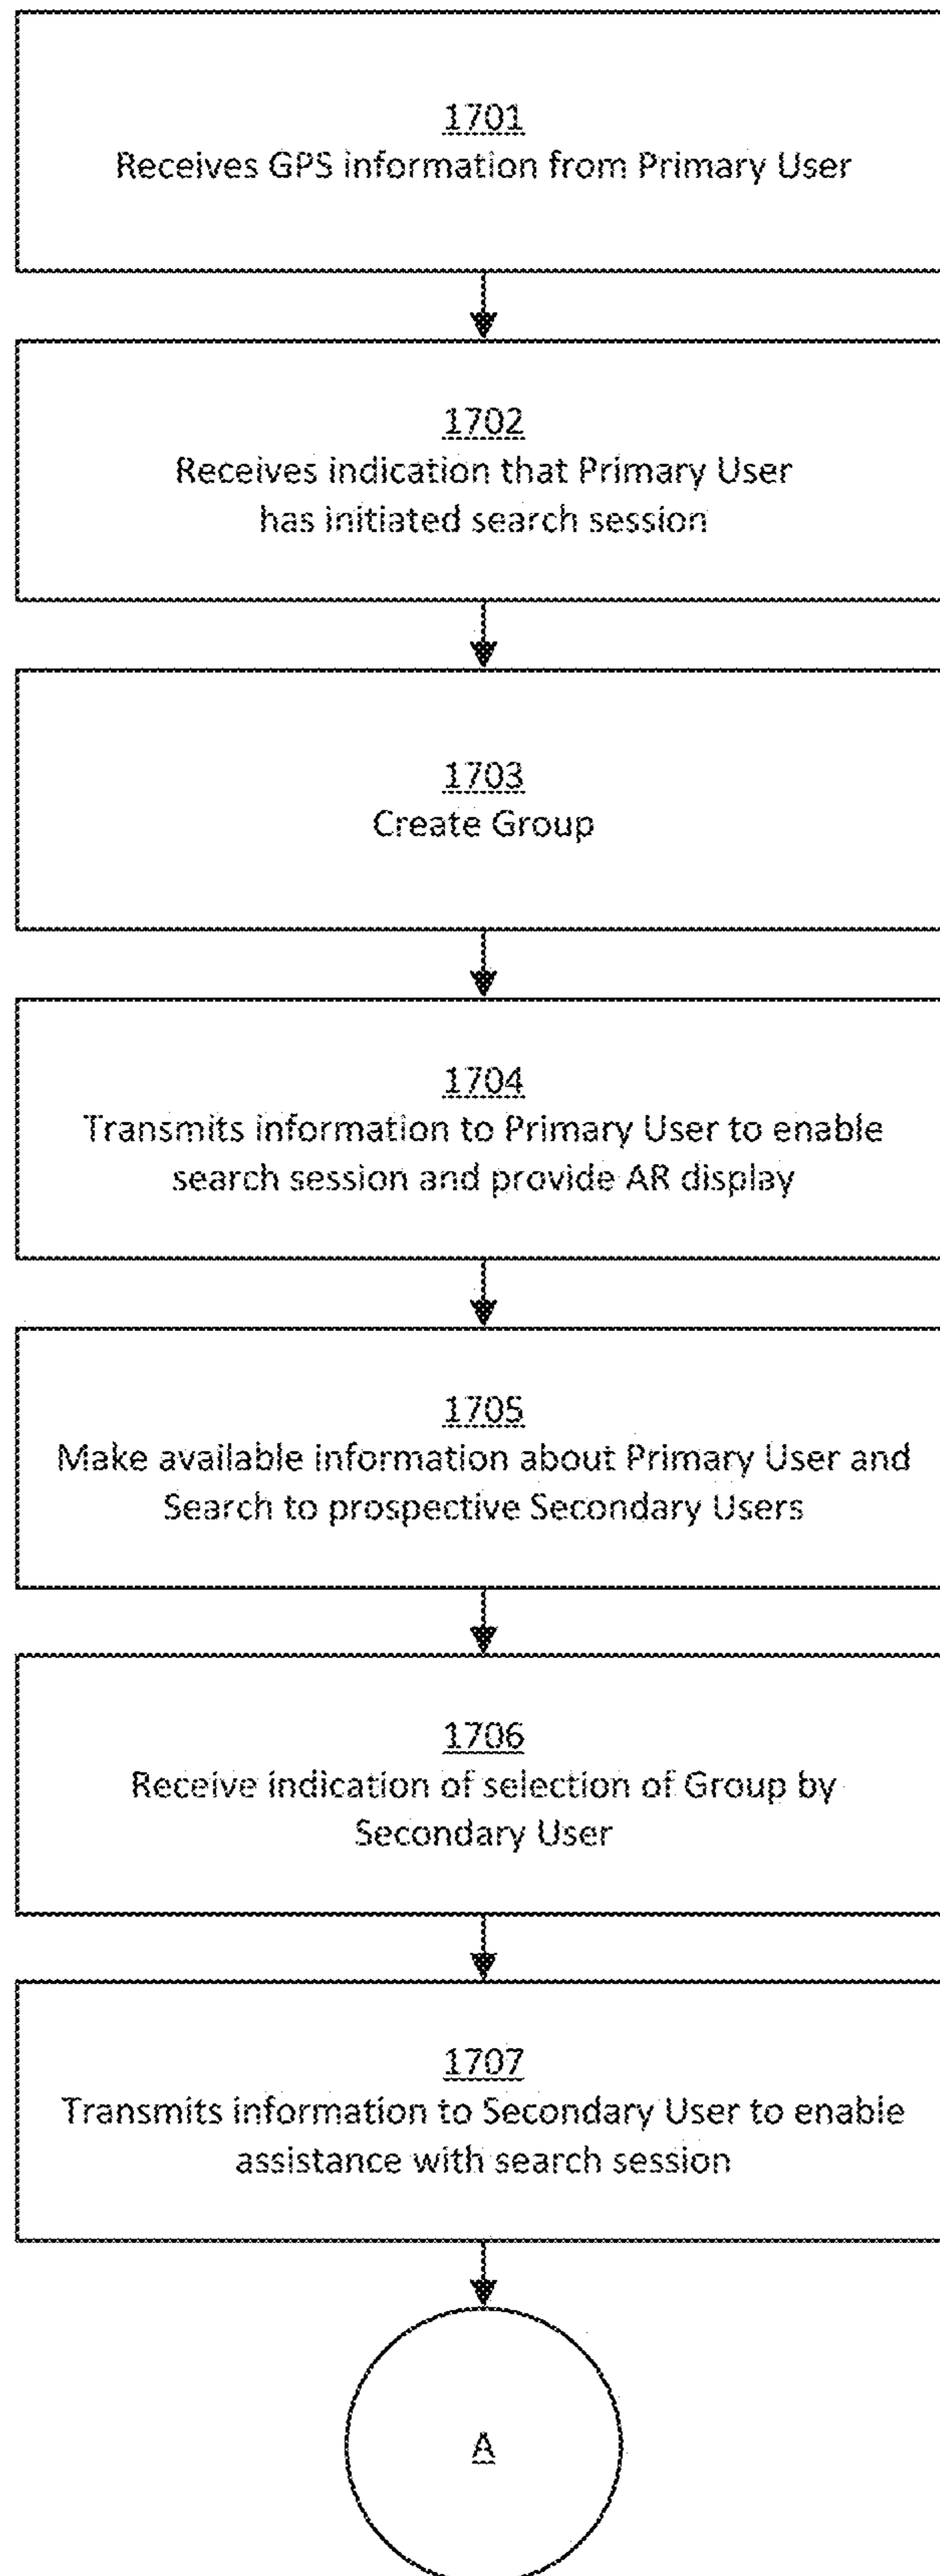 1701
Receives GPS information from Primary User
1702
Receives indication that Primary User
has initiated search session
1703
Create Group
1704
Transmits information to Primary User to enable
search session and provide AR display
1705
Make available information about Primary User and
Search to prospective Secondary Users
1706
Receive indication of selection of Group by
Secondary User
1707
Transmits information to Secondary User to enable
assistance with search session
A